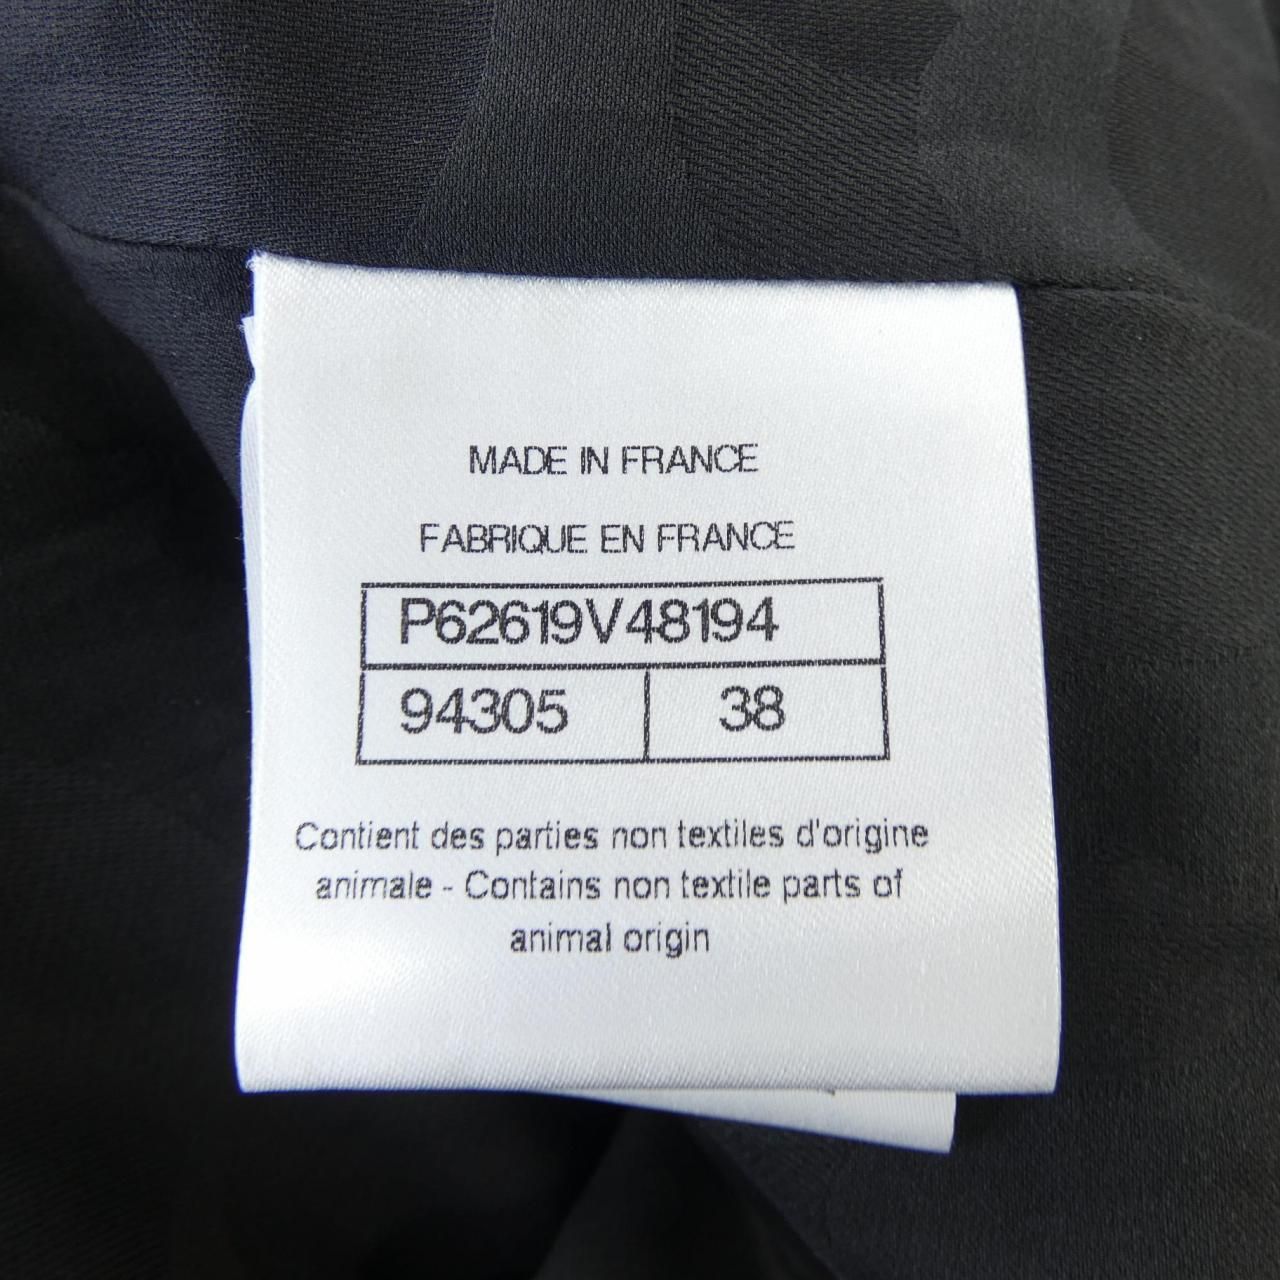 MADE IN FRANCE
FABRIQUE EN FRANCE
P62619V48194
94305 38
Contient des parties non textiles d'origine
animale - Contains non textile parts of
animal origin